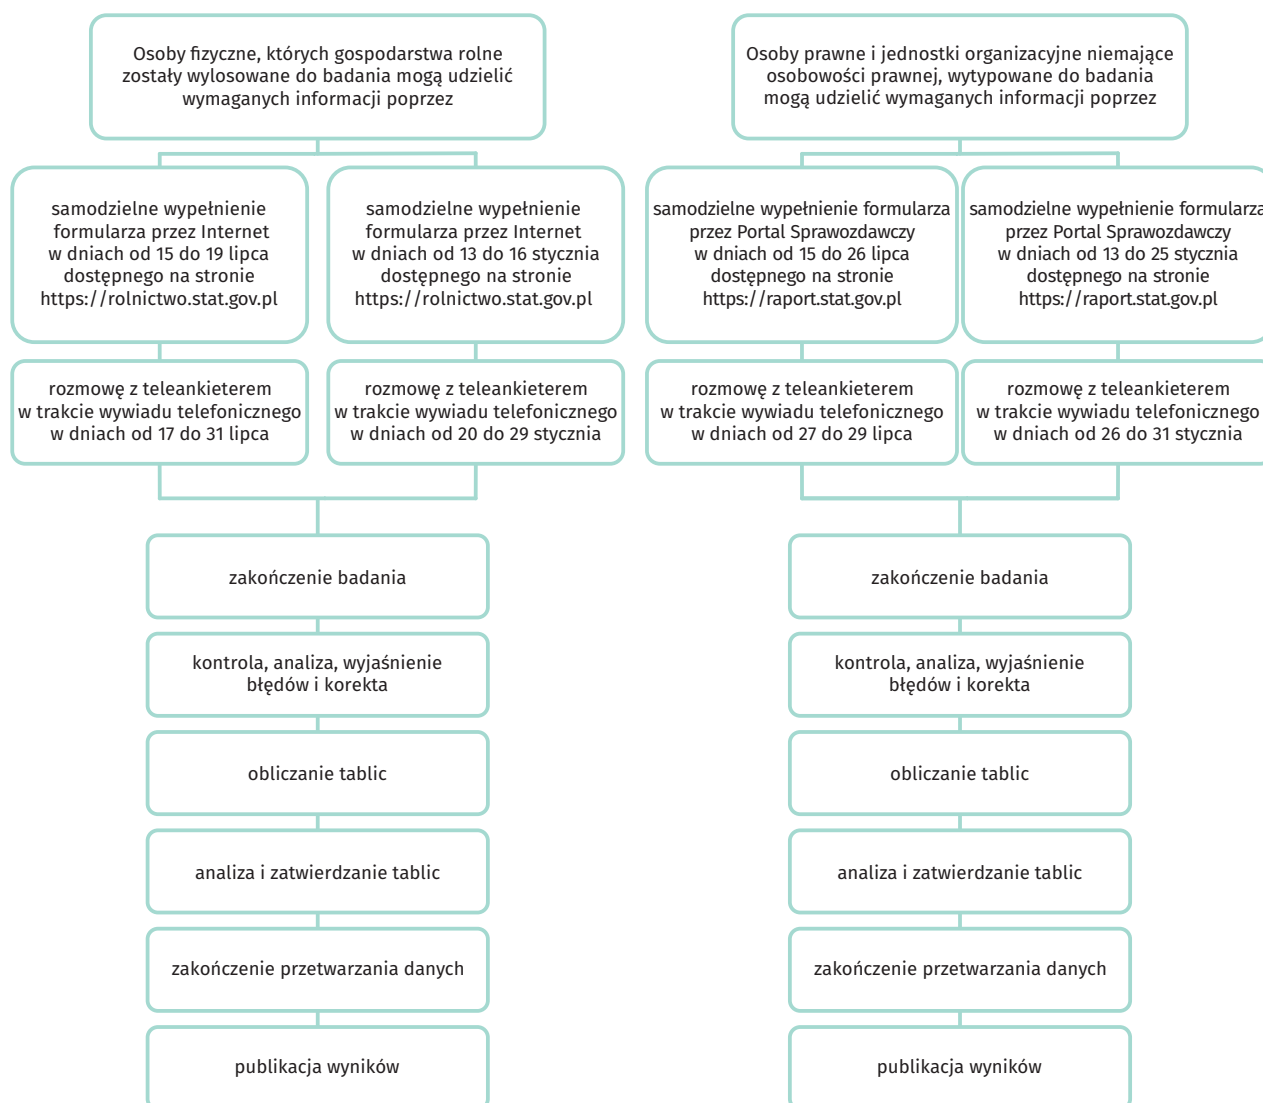 Osoby fizyczne, których gospodarstwa rolne
zostały wylosowane do badania mogą udzielić
wymaganych informacji poprzez
samodzielne wypełnienie
formularza przez Internet
w dniach od 15 do 19 lipca
dostępnego na stronie
https://rolnictwo.stat.gov.pl
samodzielne wypełnienie
formularza przez Internet
w dniach od 13 do 16 stycznia
dostępnego na stronie
https://rolnictwo.stat.gov.pl
rozmowę z teleankieterem
w trakcie wywiadu telefonicznego
w dniach od 17 do 31 lipca
rozmowę z teleankieterem
w trakcie wywiadu telefonicznego
w dniach od 20 do 29 stycznia
zakończenie badania
kontrola, analiza, wyjaśnienie
błędów i korekta
obliczanie tablic
analiza i zatwierdzanie tablic
zakończenie przetwarzania danych
publikacja wyników
Osoby prawne i jednostki organizacyjne niemające
osobowości prawnej, wytypowane do badania
mogą udzielić wymaganych informacji poprzez
samodzielne wypełnienie formularza
przez Portal Sprawozdawczy
w dniach od 15 do 26 lipca
dostępnego na stronie
https://raport.stat.gov.pl
samodzielne wypełnienie formularza
przez Portal Sprawozdawczy
w dniach od 13 do 25 stycznia
dostępnego na stronie
https://raport.stat.gov.pl
rozmowę z teleankieterem
w trakcie wywiadu telefonicznego
w dniach od 27 do 29 lipca
rozmowę z teleankieterem
w trakcie wywiadu telefonicznego
w dniach od 26 do 31 stycznia
zakończenie badania
kontrola, analiza, wyjaśnienie
błędów i korekta
obliczanie tablic
analiza i zatwierdzanie tablic
zakończenie przetwarzania danych
publikacja wyników